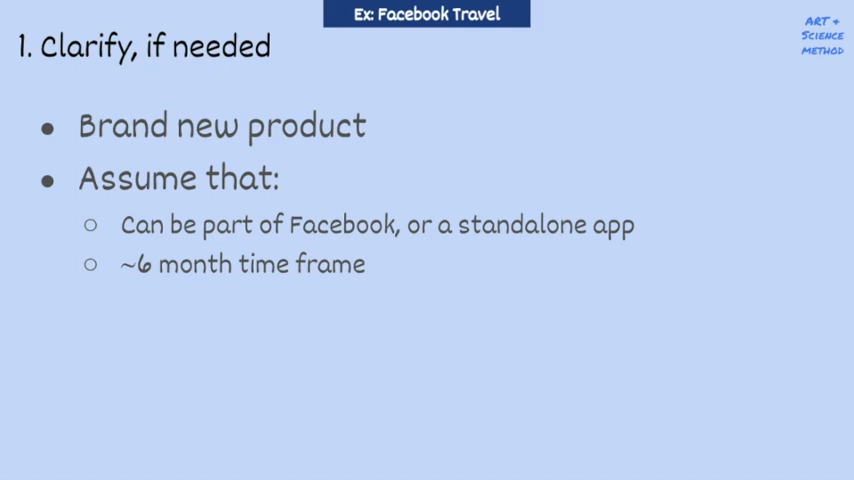 Ex: Facebook Travel
ART +
SCIENCE
METHOD
1. Clarify, if needed
● Brand new product
● Assume that:
○ Can be part of Facebook, or a standalone app
○ ~6 month time frame